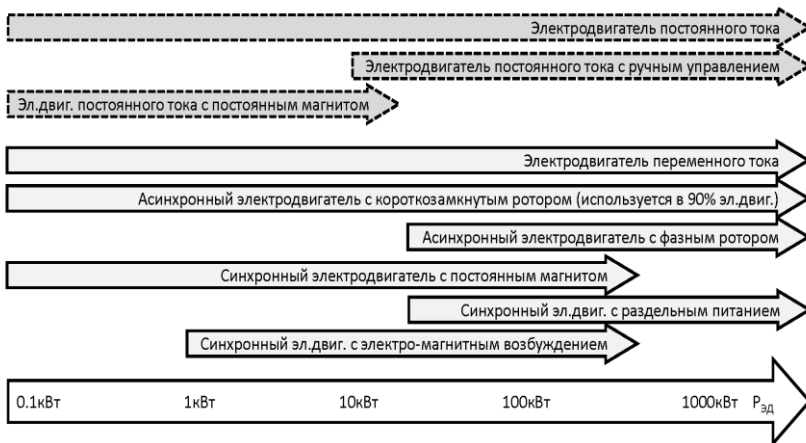 Электродвигатель постоянного тока
Электродвигатель постоянного тока с ручным управлением
Эл.двиг. постоянного тока с постоянным магнитом
Электродвигатель переменного тока
Асинхронный электродвигатель с короткозамкнутым ротором (используется в 90% эл.двиг.)
Асинхронный электродвигатель с фазным ротором
Синхронный электродвигатель с постоянным магнитом
Синхронный эл.двиг. с раздельным питанием
Синхронный эл.двиг. с электро-магнитным возбуждением
0.1кВт 1кВт 10кВт 100кВт 1000кВт Pэд